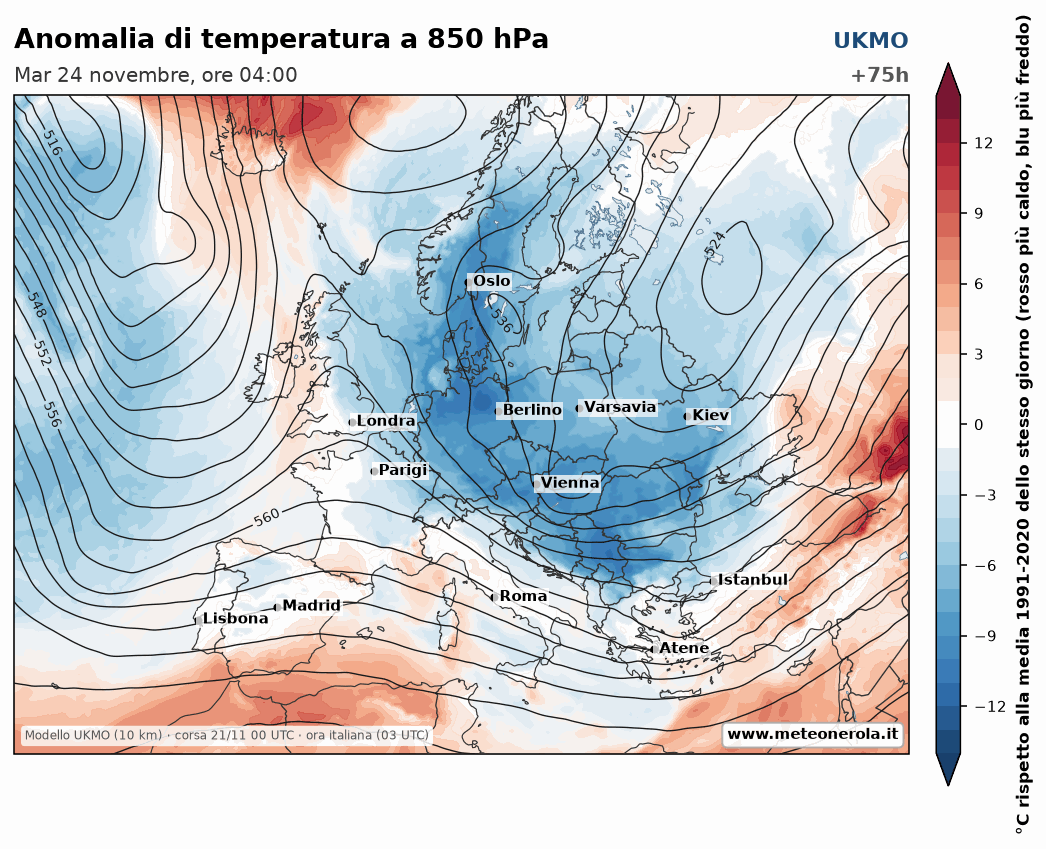 Anomalia di temperatura a 850 hPa
UKMO
Mar 24 novembre, ore 04:00
+75h
516
548
552
556
560
524
536
Oslo
Londra
Berlino
Varsavia
Kiev
Parigi
Vienna
Istanbul
Roma
Madrid
Lisbona
Atene
Modello UKMO (10 km) · corsa 21/11 00 UTC · ora italiana (03 UTC)
www.meteonerola.it
12
9
6
3
0
−3
−6
−9
−12
°C rispetto alla media 1991-2020 dello stesso giorno (rosso più caldo, blu più freddo)